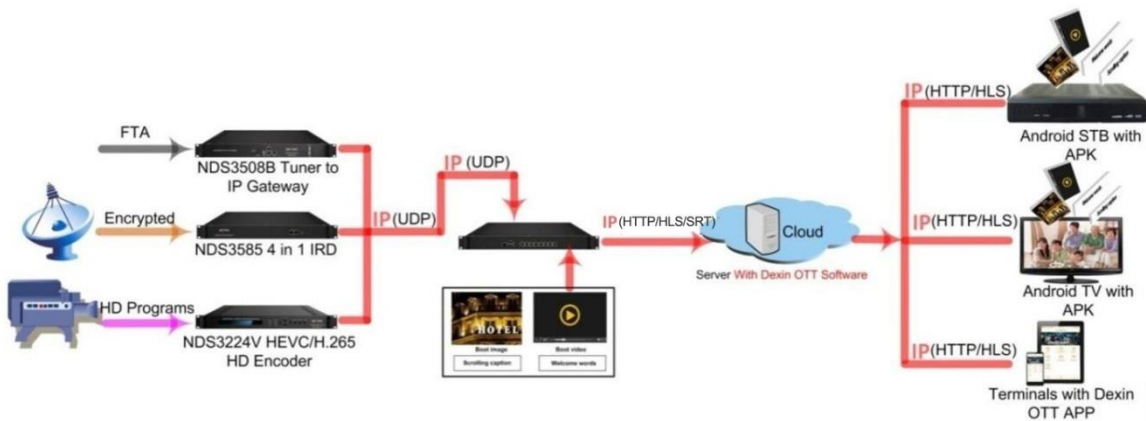 FTA
NDS3508B Tuner to
IP Gateway
Encrypted
NDS3585 4 in 1 IRD
HD Programs
NDS3224V HEVC/H.265
HD Encoder
IP(UDP)
IP(UDP)
HOTEL
Boot image
Boot video
Scrolling caption
Welcome words
IP(HTTP/HLS/SRT)
Cloud
Server With Dexin OTT Software
IP(HTTP/HLS)
Android STB with
APK
IP(HTTP/HLS)
Android TV with
APK
IP(HTTP/HLS)
Terminals with Dexin
OTT APP